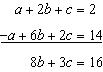 a + 2b + c = 2
−a + 6b + 2c = 14
8b + 3c = 16